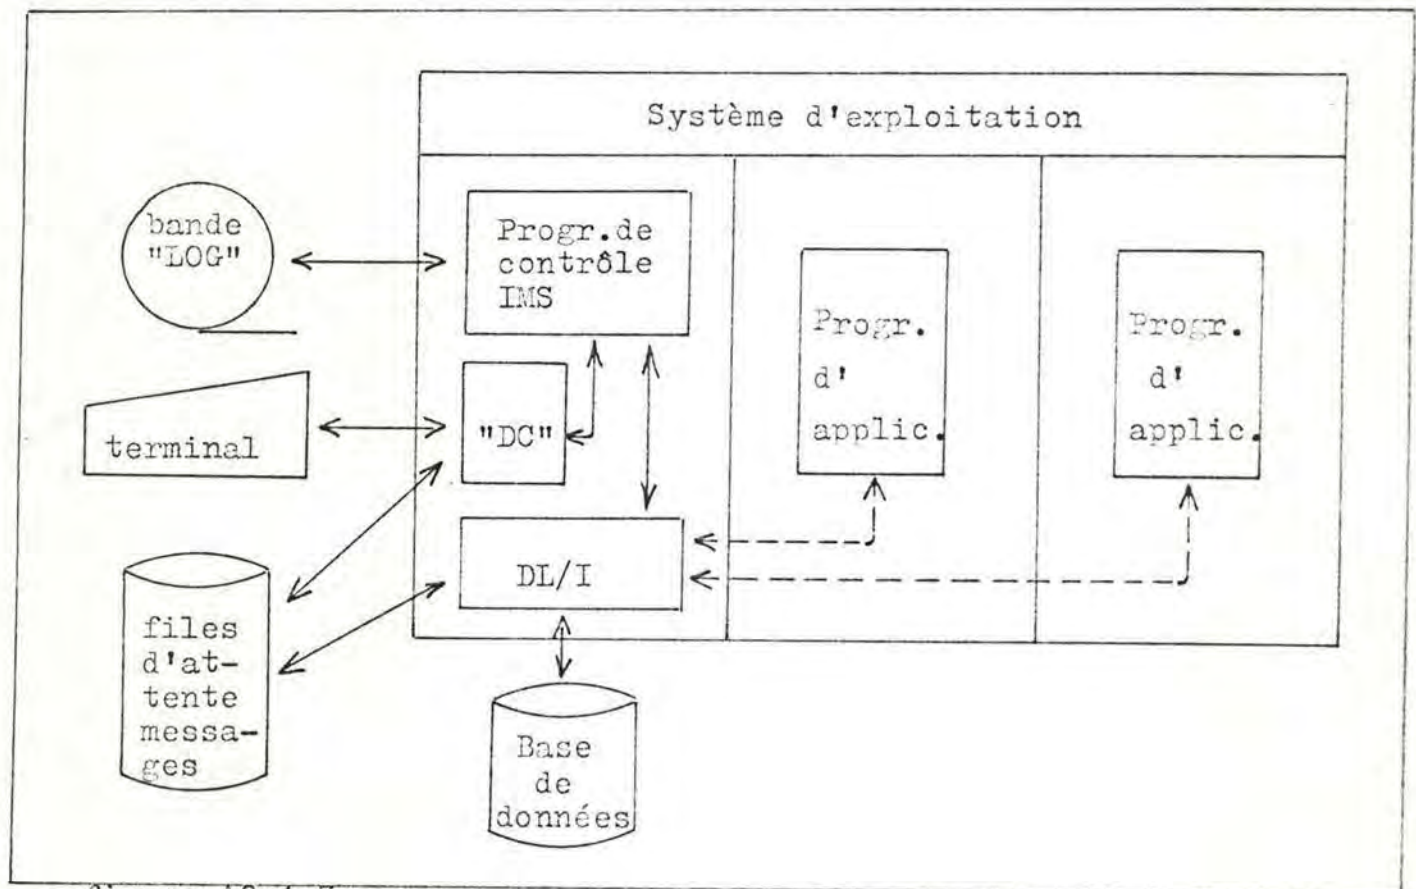 Système d'exploitation
bande
"LOG"
Progr.de
contrôle
IMS
Progr.
d'
applic.
Progr.
d'
applic.
terminal
"DC"
DL/I
files
d'at-
tente
messa-
ges
Base
de
données